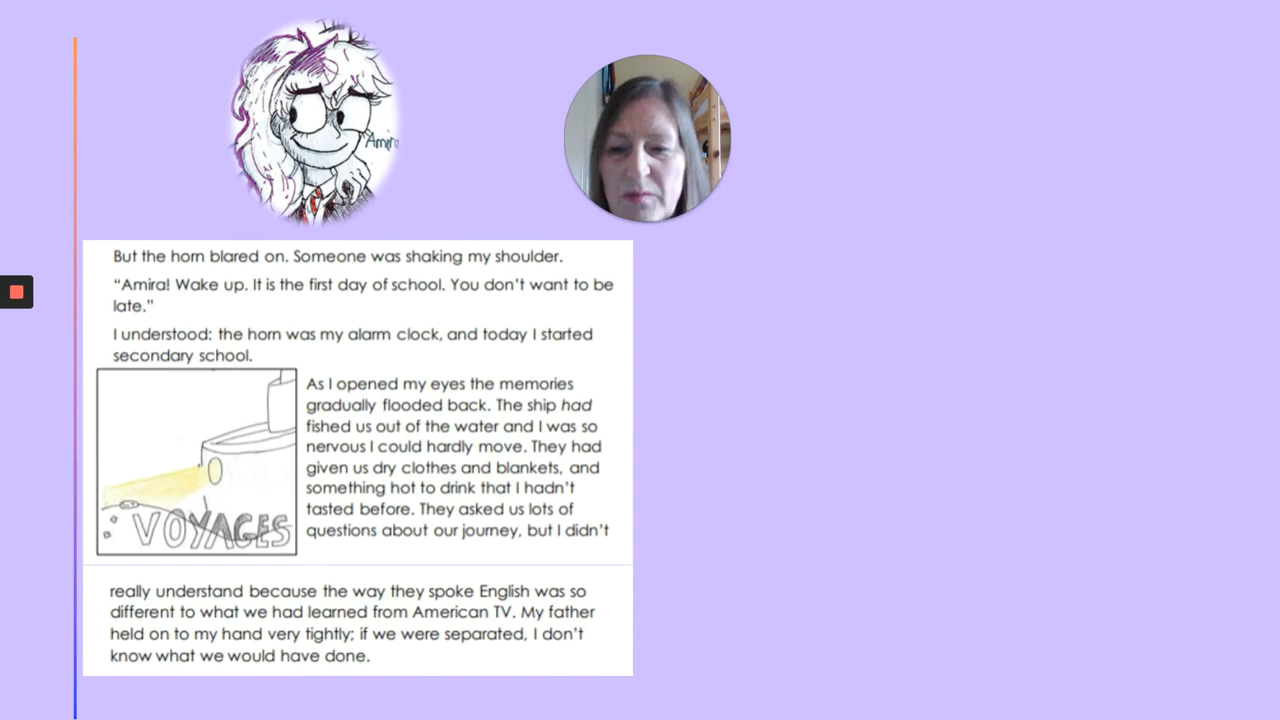 Amira
But the horn blared on. Someone was shaking my shoulder.
“Amira! Wake up. It is the first day of school. You don’t want to be
late.”
I understood: the horn was my alarm clock, and today I started
secondary school.
As I opened my eyes the memories
gradually flooded back. The ship had
fished us out of the water and I was so
nervous I could hardly move. They had
given us dry clothes and blankets, and
something hot to drink that I hadn’t
tasted before. They asked us lots of
questions about our journey, but I didn’t
VOYAGES
really understand because the way they spoke English was so
different to what we had learned from American TV. My father
held on to my hand very tightly; if we were separated, I don’t
know what we would have done.